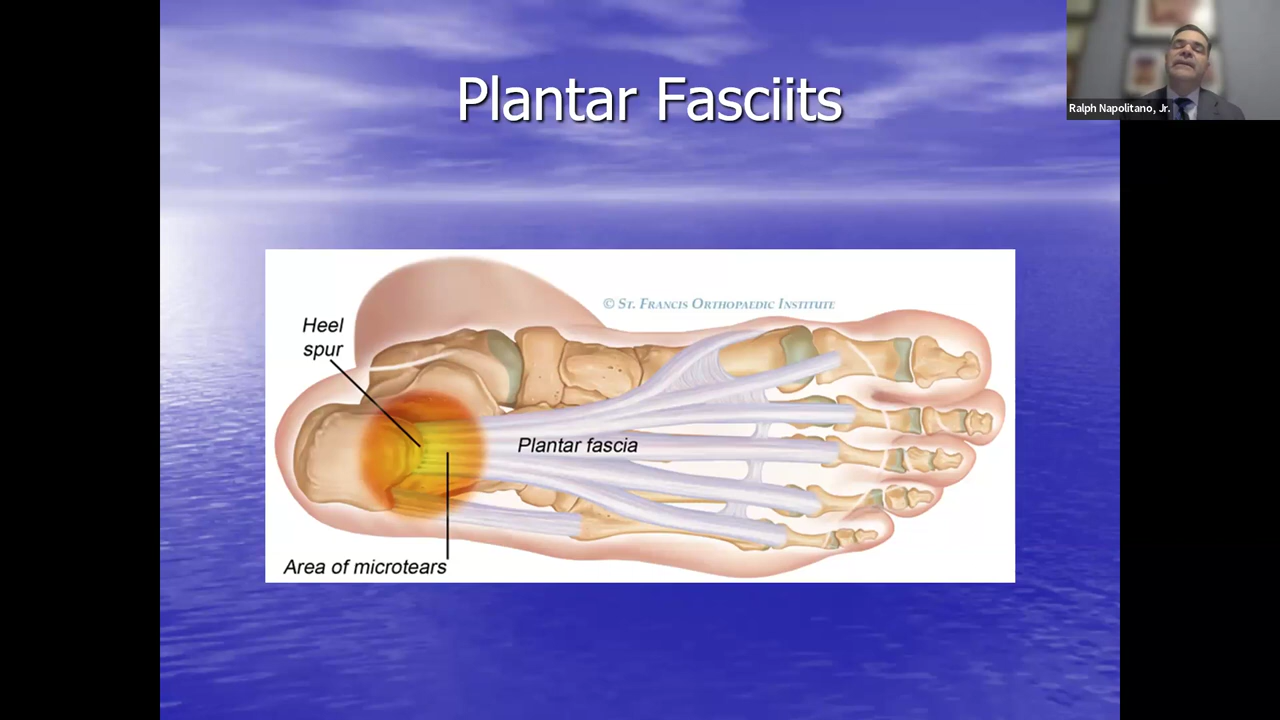 Plantar Fasciits
Ralph Napolitano, Jr.
© St. Francis Orthopaedic Institute
Heel
spur
Plantar fascia
Area of microtears